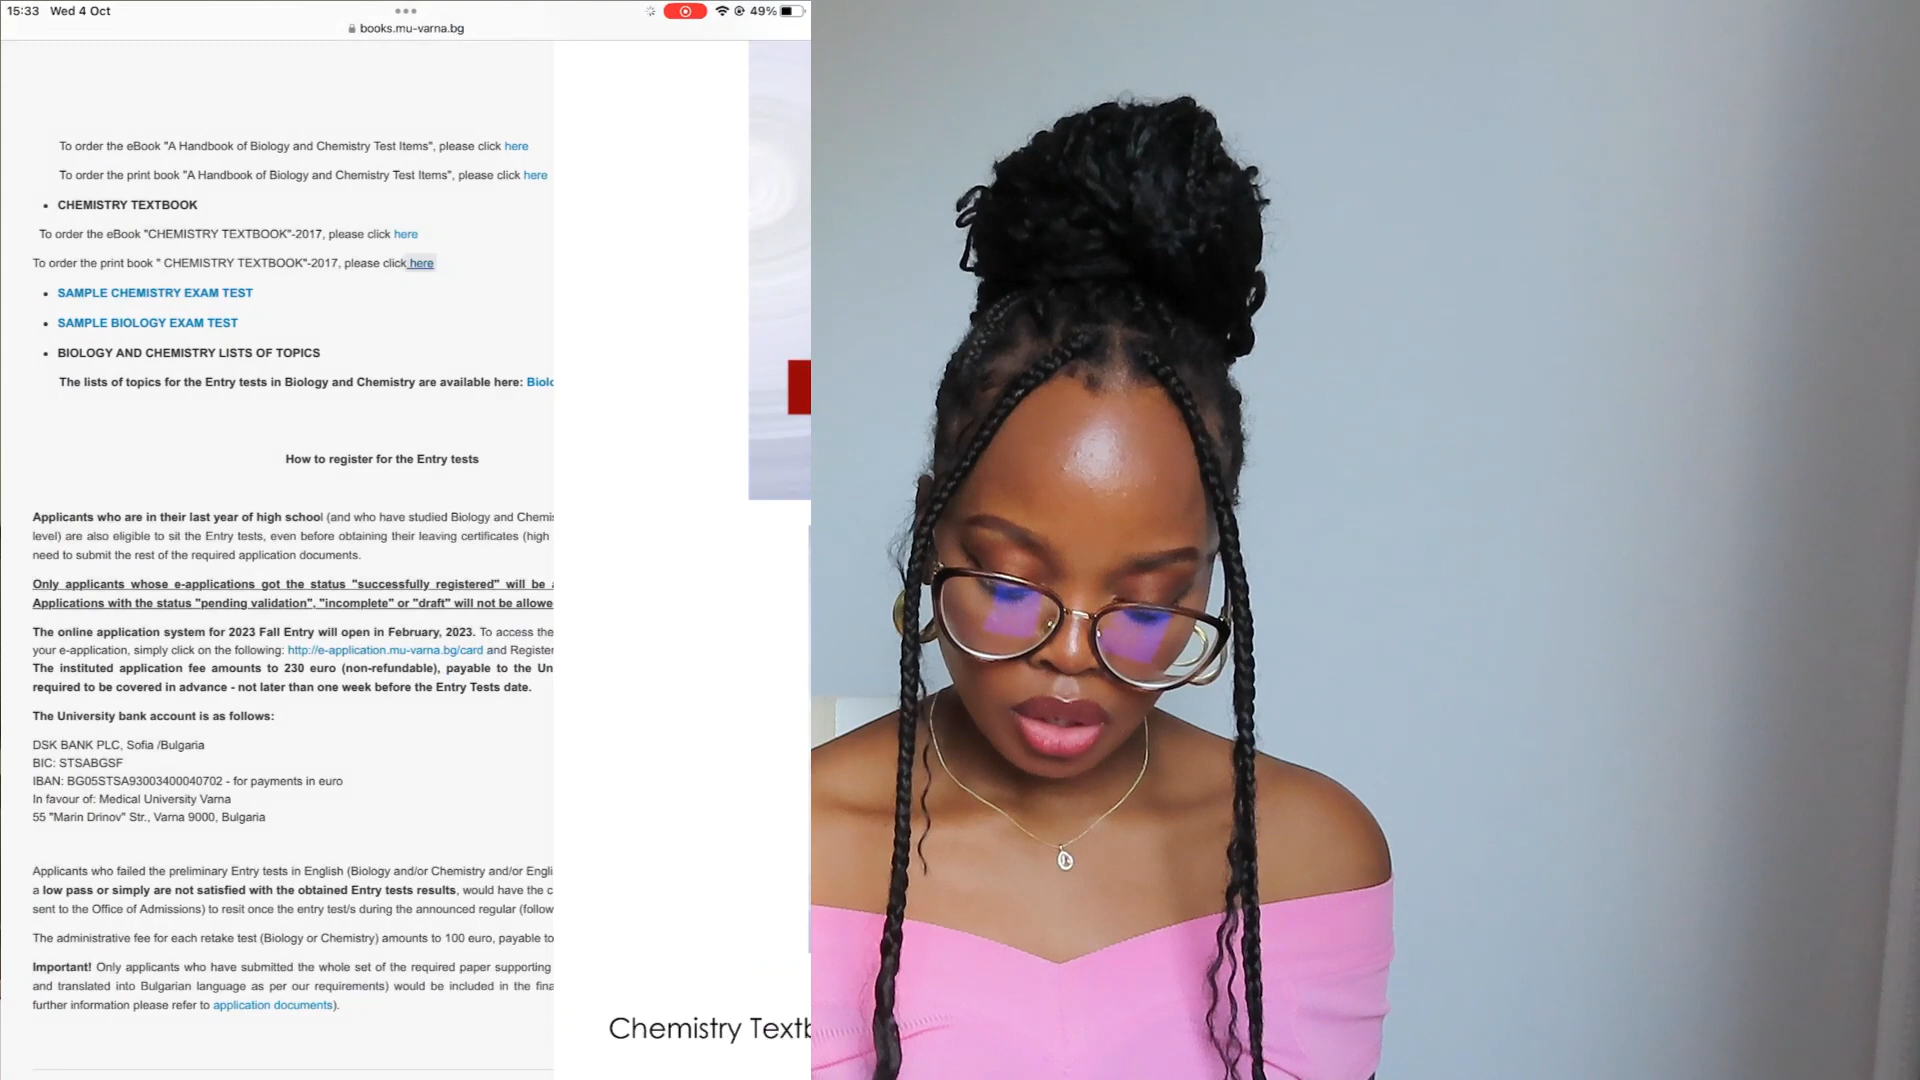 15:33 Wed 4 Oct
49%
books.mu-varna.bg
To order the eBook "A Handbook of Biology and Chemistry Test Items", please click here
To order the print book "A Handbook of Biology and Chemistry Test Items", please click here
• CHEMISTRY TEXTBOOK
To order the eBook "CHEMISTRY TEXTBOOK"-2017, please click here
To order the print book " CHEMISTRY TEXTBOOK"-2017, please click here
• SAMPLE CHEMISTRY EXAM TEST
• SAMPLE BIOLOGY EXAM TEST
• BIOLOGY AND CHEMISTRY LISTS OF TOPICS
The lists of topics for the Entry tests in Biology and Chemistry are available here:
How to register for the Entry tests
Applicants who are in their last year of high school (and who have studied Biology and
level) are also eligible to sit the Entry tests, even before obtaining their leaving certificates (high
need to submit the rest of the required application documents.
Only applicants whose e-applications got the status "successfully registered" will be
Applications with the status "pending validation", "incomplete" or "draft" will not be
The online application system for 2023 Fall Entry will open in February, 2023. To access the
your e-application, simply click on the following: http://e-application.mu-varna.bg/card and Register
The instituted application fee amounts to 230 euro (non-refundable), payable to the
required to be covered in advance - not later than one week before the Entry Tests date.
The University bank account is as follows:
DSK BANK PLC, Sofia /Bulgaria
BIC: STSABGSF
IBAN: BG05STSA93003400040702 - for payments in euro
In favour of: Medical University Varna
55 "Marin Drinov" Str., Varna 9000, Bulgaria
Applicants who failed the preliminary Entry tests in English (Biology and/or Chemistry and/or
a low pass or simply are not satisfied with the obtained Entry tests results, would have the
sent to the Office of Admissions) to resit once the entry test/s during the announced regular
The administrative fee for each retake test (Biology or Chemistry) amounts to 100 euro, payable to
Important! Only applicants who have submitted the whole set of the required paper supporting
and translated into Bulgarian language as per our requirements) would be included in the
further information please refer to application documents).
Chemistry